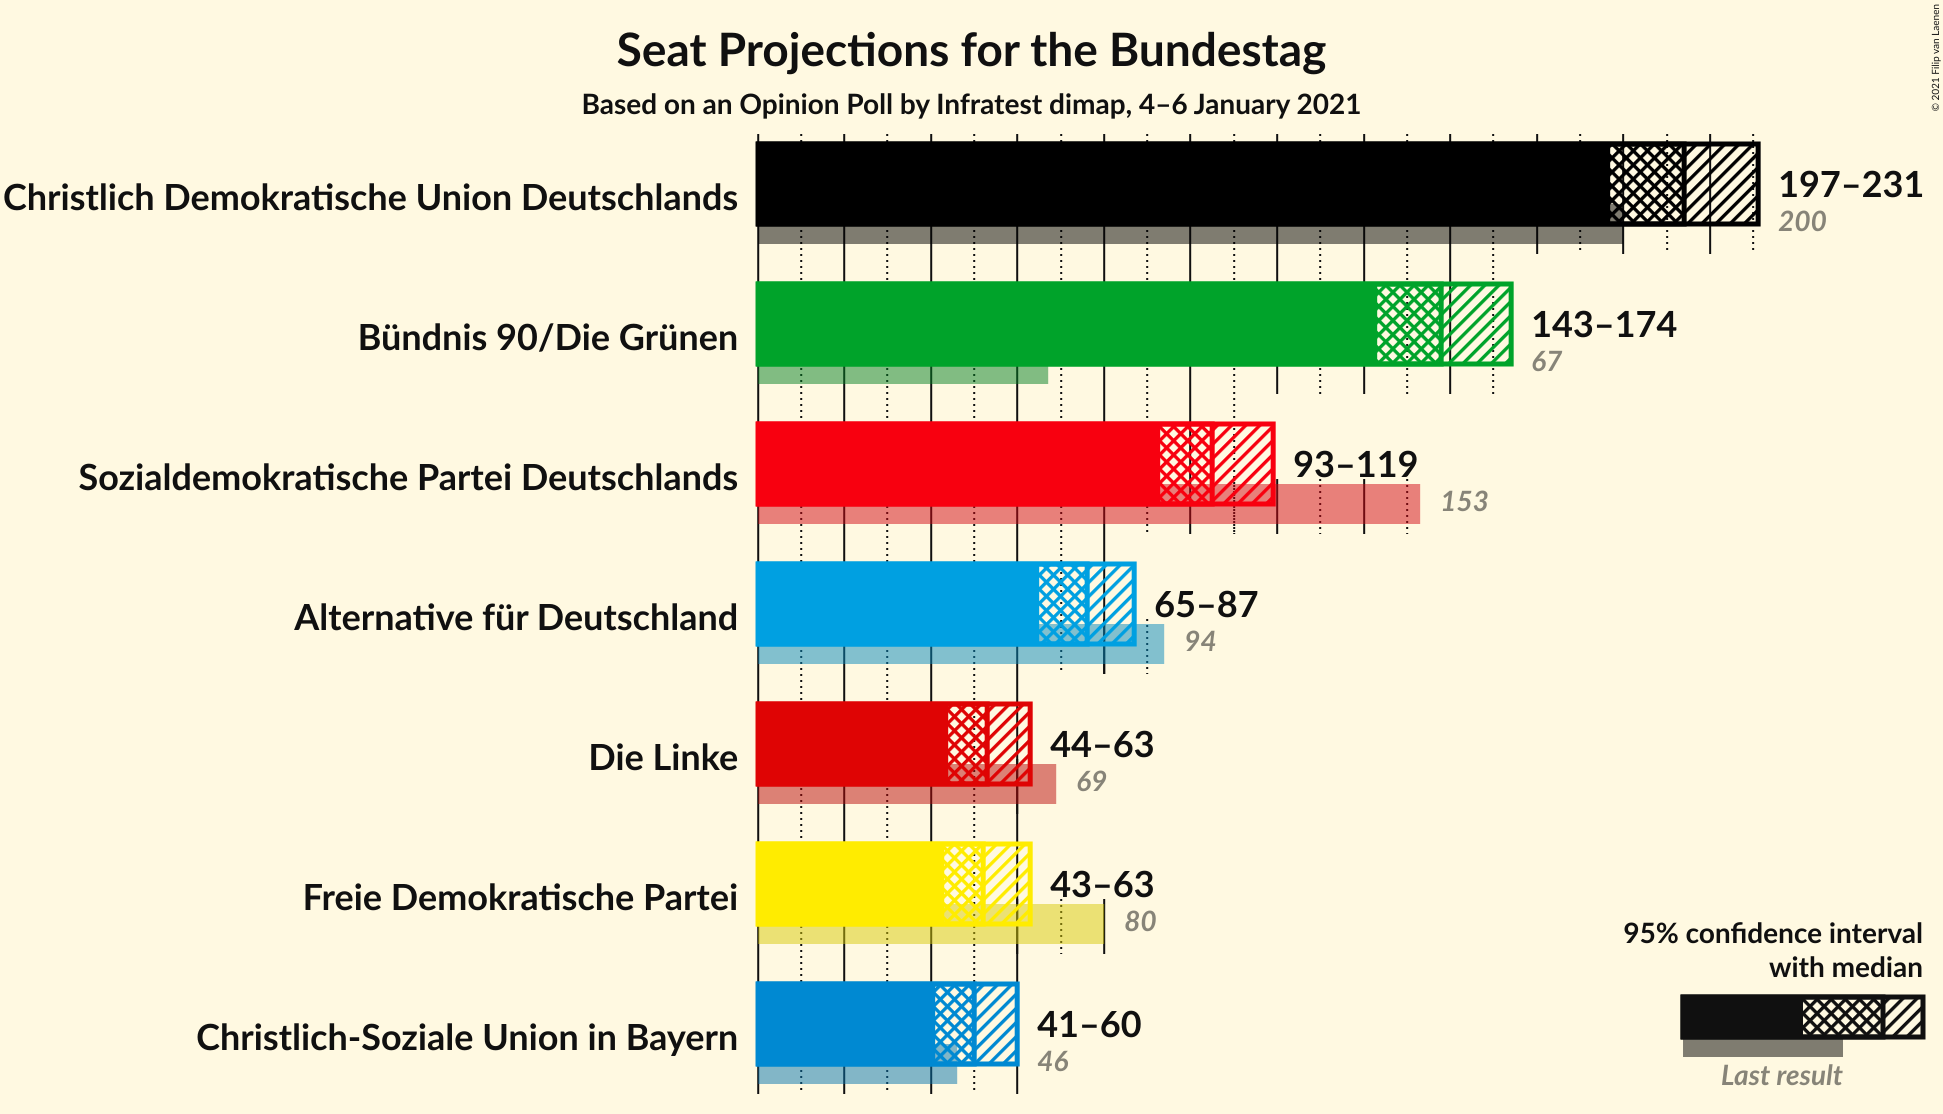 Seat Projections for the Bundestag
Based on an Opinion Poll by Infratest dimap, 4–6 January 2021
© 2021 Filip van Laenen
Christlich Demokratische Union Deutschlands
197–231
200
Bündnis 90/Die Grünen
143–174
67
Sozialdemokratische Partei Deutschlands
93–119
153
Alternative für Deutschland
65–87
94
Die Linke
44–63
69
Freie Demokratische Partei
43–63
80
Christlich-Soziale Union in Bayern
41–60
46
95% confidence interval
with median
Last result